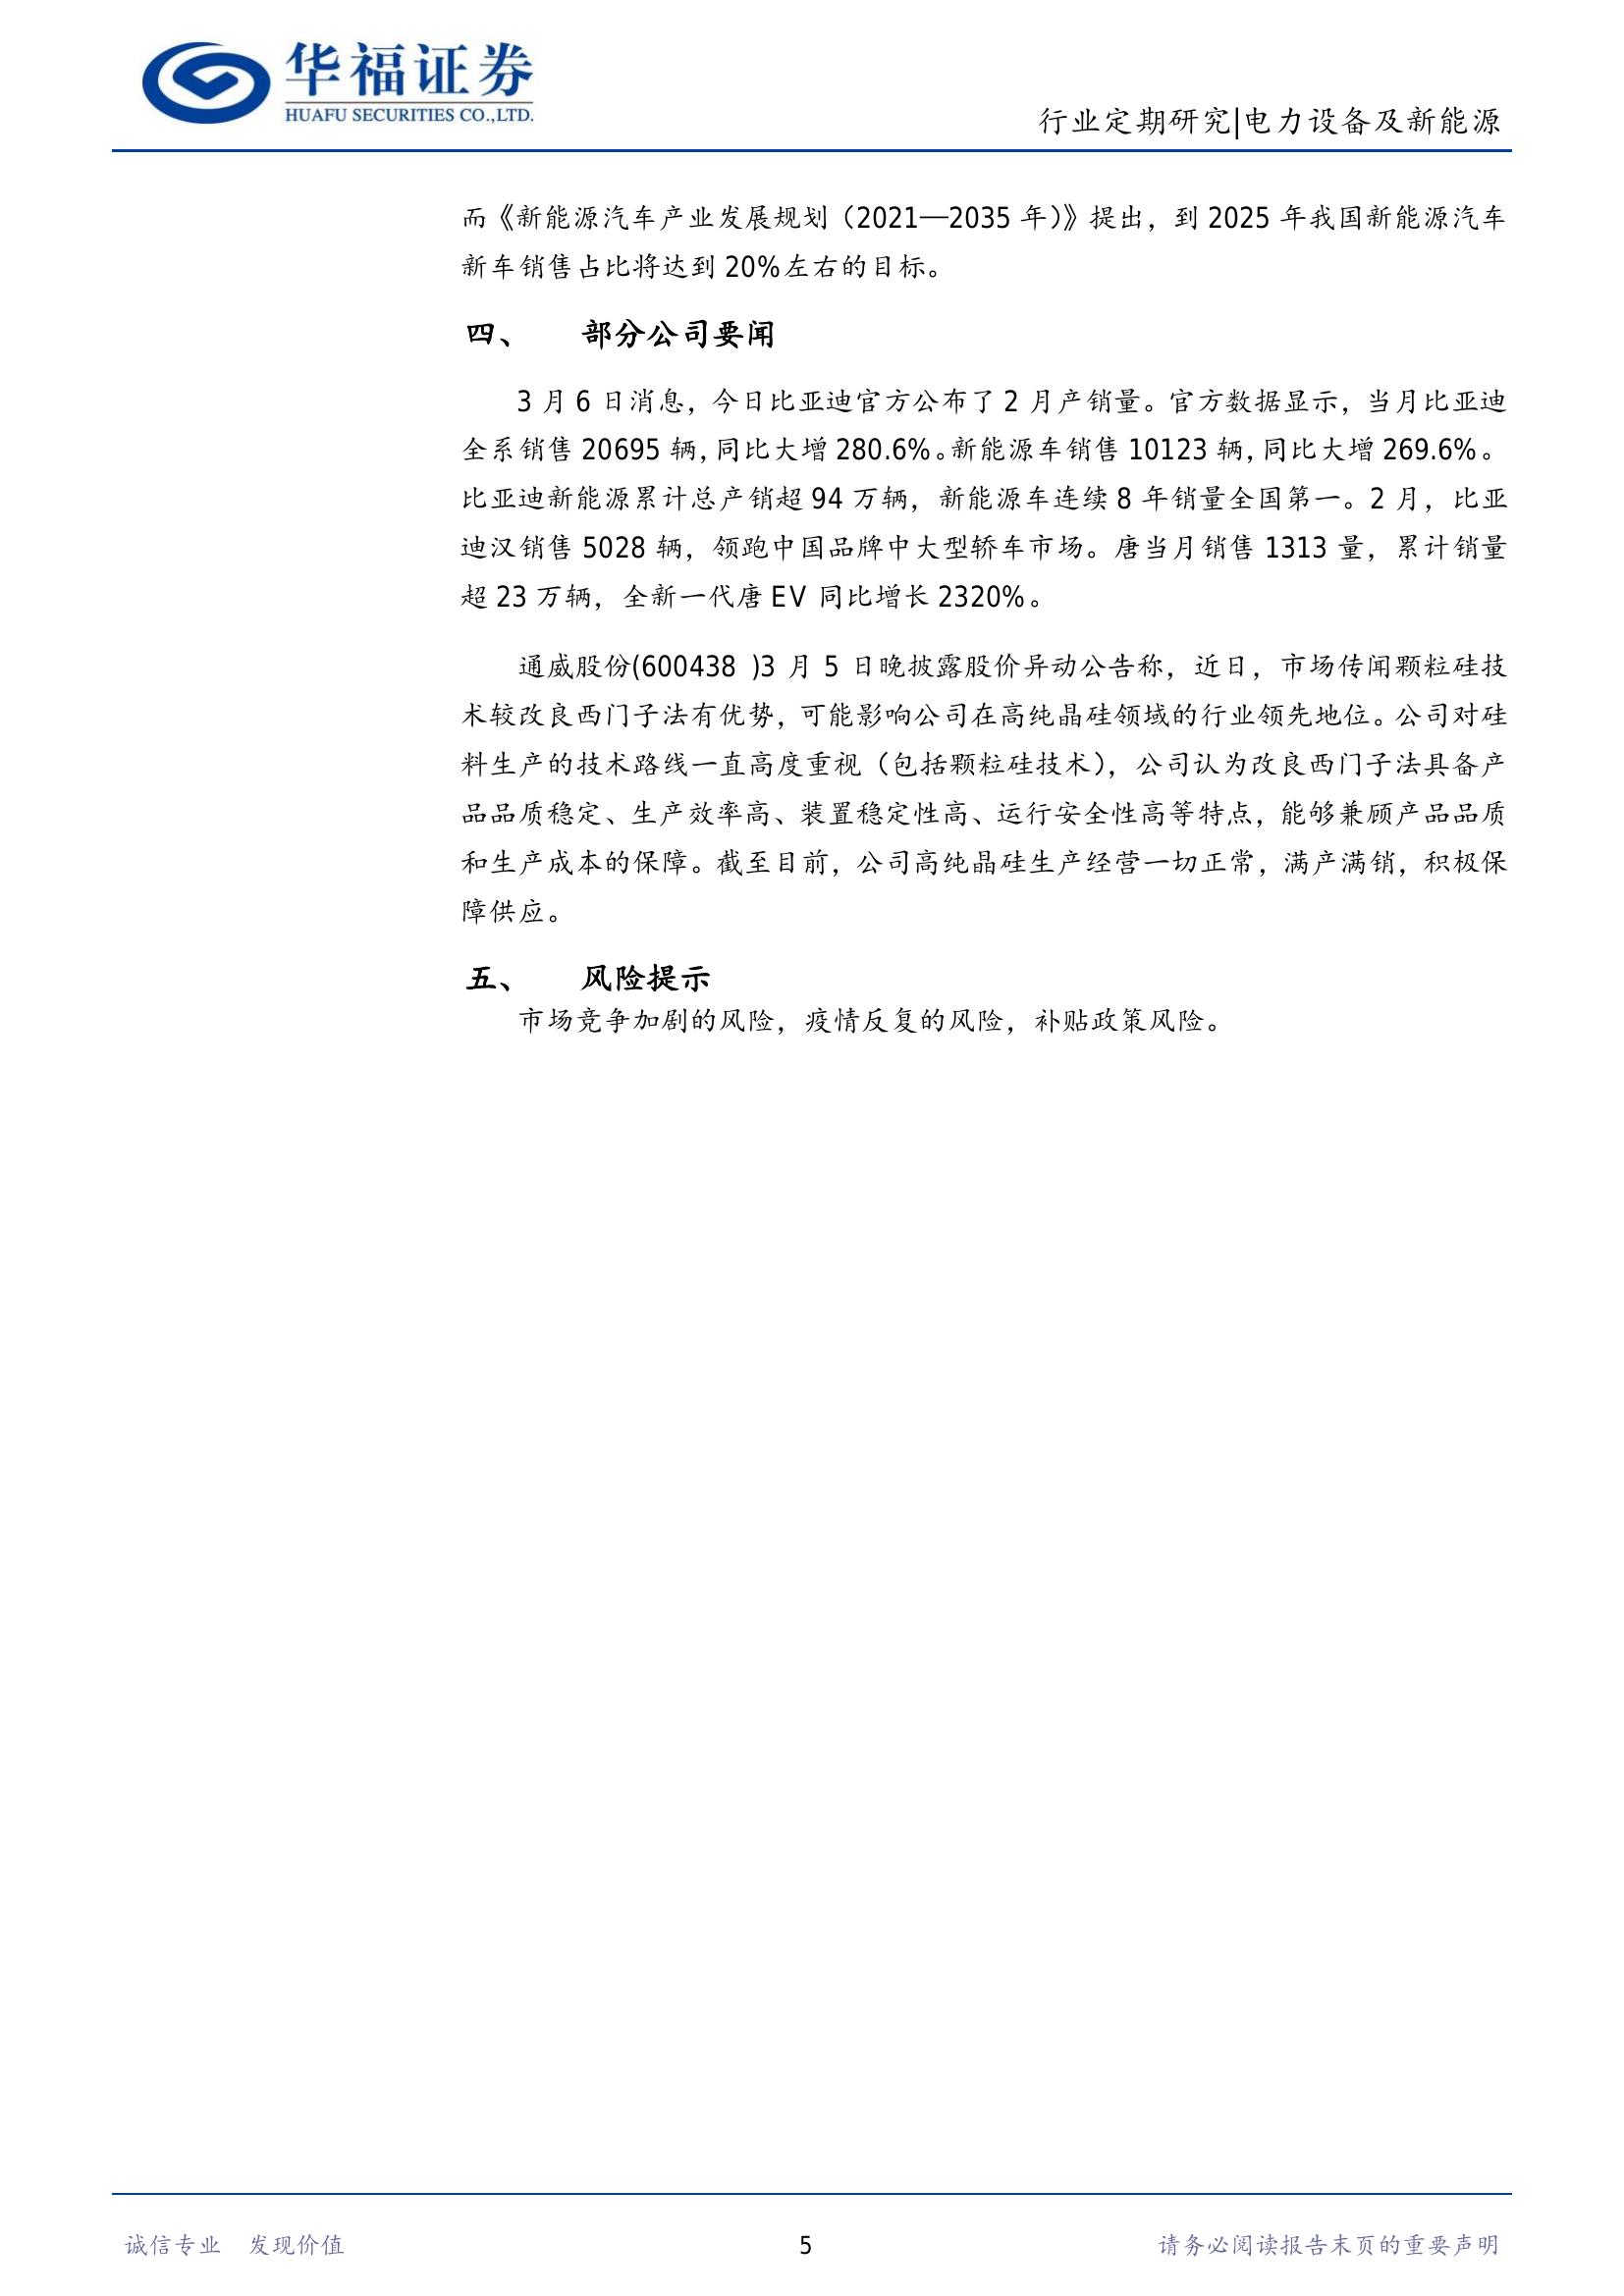 华福证券
HUAFU SECURITIES CO.,LTD.
行业定期研究|电力设备及新能源
而《新能源汽车产业发展规划（2021—2035 年）》提出，到 2025 年我国新能源汽车
新车销售占比将达到 20%左右的目标。
四、 部分公司要闻
3 月 6 日消息，今日比亚迪官方公布了 2 月产销量。官方数据显示，当月比亚迪
全系销售 20695 辆，同比大增 280.6%。新能源车销售 10123 辆，同比大增 269.6%。
比亚迪新能源累计总产销超 94 万辆，新能源车连续 8 年销量全国第一。2 月，比亚
迪汉销售 5028 辆，领跑中国品牌中大型轿车市场。唐当月销售 1313 量，累计销量
超 23 万辆，全新一代唐 EV 同比增长 2320%。
通威股份(600438 )3 月 5 日晚披露股价异动公告称，近日，市场传闻颗粒硅技
术较改良西门子法有优势，可能影响公司在高纯晶硅领域的行业领先地位。公司对硅
料生产的技术路线一直高度重视（包括颗粒硅技术），公司认为改良西门子法具备产
品品质稳定、生产效率高、装置稳定性高、运行安全性高等特点，能够兼顾产品品质
和生产成本的保障。截至目前，公司高纯晶硅生产经营一切正常，满产满销，积极保
障供应。
五、 风险提示
市场竞争加剧的风险，疫情反复的风险，补贴政策风险。
诚信专业 发现价值
5
请务必阅读报告末页的重要声明